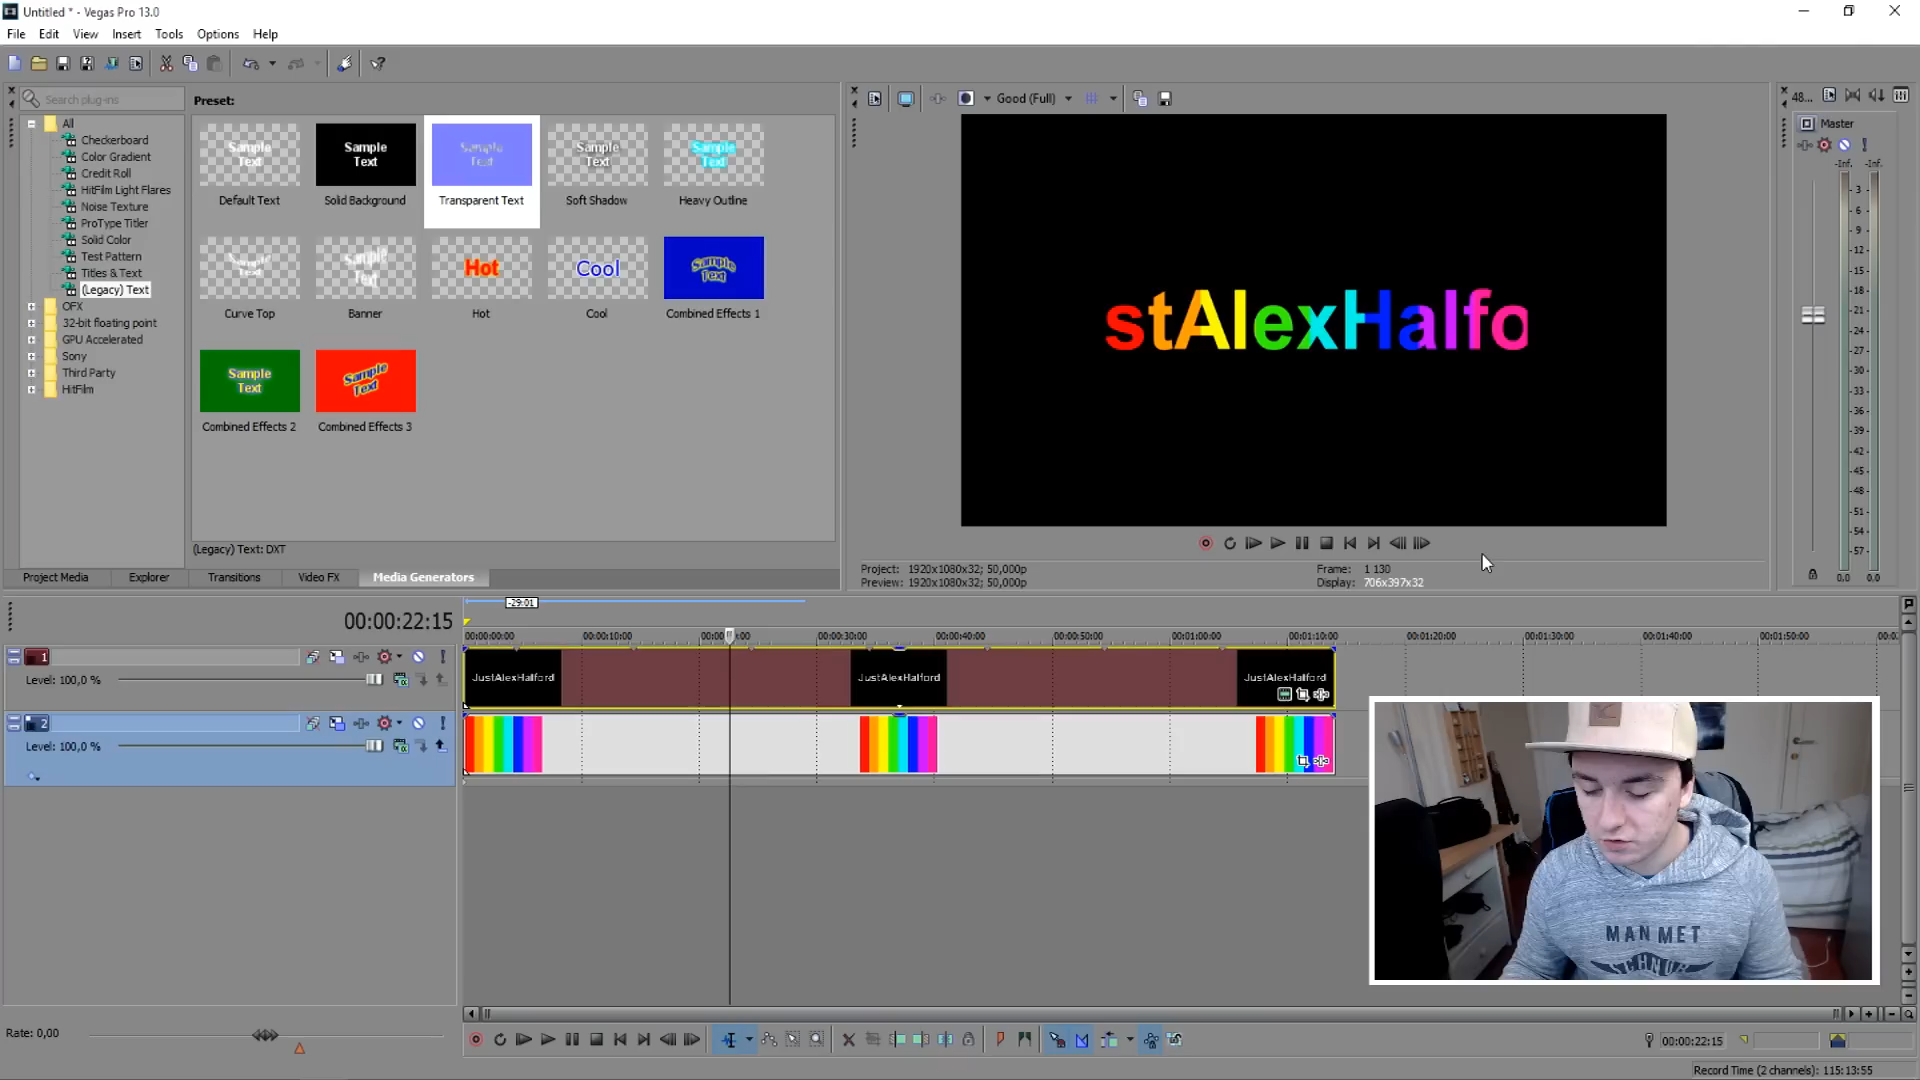 Untitled * - Vegas Pro 13.0
File Edit View Insert Tools Options Help
Search plug-ins
Preset:
All
Checkerboard
Color Gradient
Credit Roll
HitFilm Light Flares
Noise Texture
ProType Titler
Solid Color
Test Pattern
Titles & Text
(Legacy) Text
OFX
32-bit floating point
GPU Accelerated
Sony
Third Party
HitFilm
Sample Text
Default Text
Sample Text
Solid Background
Sample Text
Transparent Text
Sample Text
Soft Shadow
Sample Text
Heavy Outline
Sample Text
Curve Top
Sample Text
Banner
Hot
Hot
Cool
Cool
Sample Text
Combined Effects 1
Sample Text
Combined Effects 2
Sample Text
Combined Effects 3
(Legacy) Text: DXT
Project Media Explorer Transitions Video FX Media Generators
Good (Full)
stAlexHalfo
Project: 1920x1080x32; 50,000p
Preview: 1920x1080x32; 50,000p
Frame: 1 130
Display: 706x397x32
48...
Master
-Inf. -Inf.
3
6
9
12
15
18
21
24
27
30
33
36
39
42
45
48
51
54
57
0,0 0,0
00:00:22:15
-29:01
00:00:00:00 00:00:10:00 00:00:30:00 00:00:40:00 00:00:50:00 00:01:00:00 00:01:10:00 00:01:20:00 00:01:30:00 00:01:40:00 00:01:50:00
1
Level: 100,0 %
JustAlexHalford JustAlexHalford JustAlexHalford
2
Level: 100,0 %
MAN MET
Rate: 0,00
00:00:22:15
Record Time (2 channels): 115:13:55